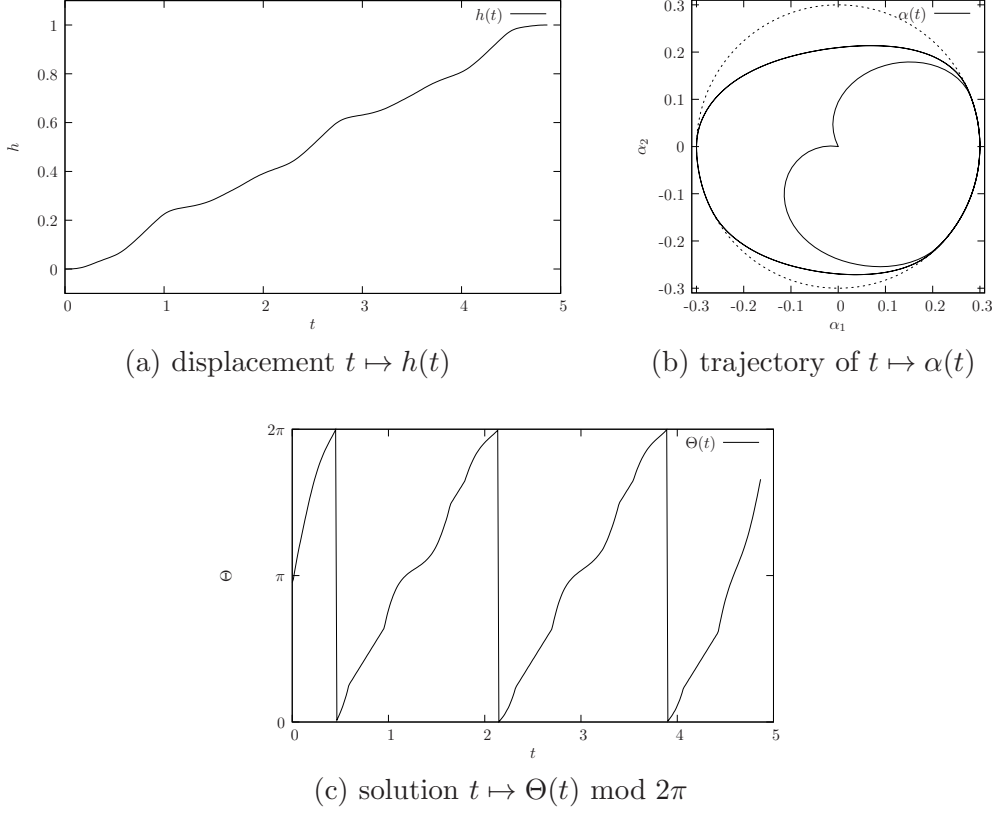 h(t)
1
0.8
0.6
0.4
0.2
0
h
0 1 2 3 4 5
t
(a) displacement t ↦ h(t)
α(t)
0.3
0.2
0.1
0
-0.1
-0.2
-0.3
α₂
-0.3 -0.2 -0.1 0 0.1 0.2 0.3
α₁
(b) trajectory of t ↦ α(t)
Θ(t)
2π
π
0
Θ
0 1 2 3 4 5
t
(c) solution t ↦ Θ(t) mod 2π